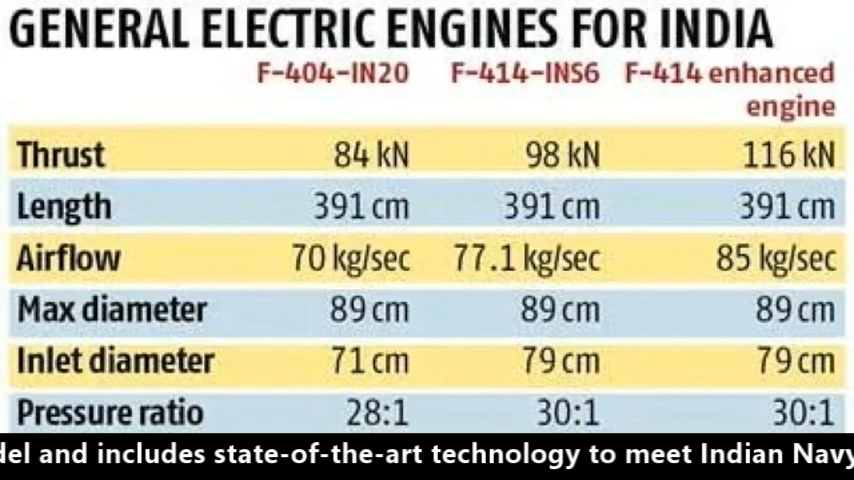 GENERAL ELECTRIC ENGINES FOR INDIA
F-404-IN20 F-414-INS6 F-414 enhanced
engine
Thrust 84 kN 98 kN 116 kN
Length 391 cm 391 cm 391 cm
Airflow 70 kg/sec 77.1 kg/sec 85 kg/sec
Max diameter 89 cm 89 cm 89 cm
Inlet diameter 71 cm 79 cm 79 cm
Pressure ratio 28:1 30:1 30:1
and includes state-of-the-art technology to meet Indian Navy